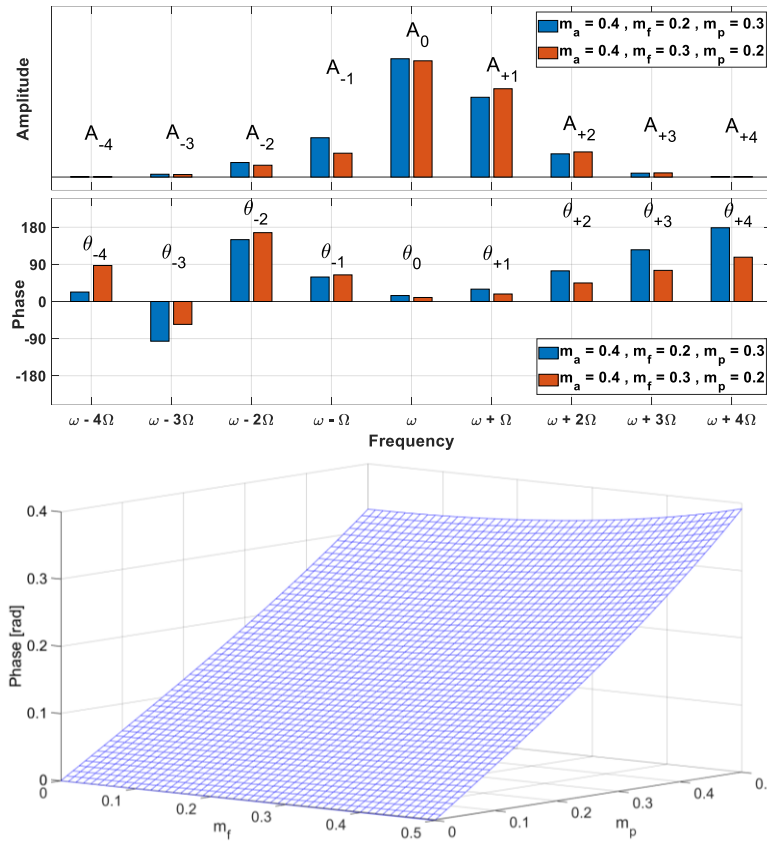 Amplitude
A-4
A-3
A-2
A-1
A0
A+1
A+2
A+3
A+4
ma = 0.4 , mf = 0.2 , mp = 0.3
ma = 0.4 , mf = 0.3 , mp = 0.2
Phase
180
90
0
-90
-180
θ-4
θ-3
θ-2
θ-1
θ0
θ+1
θ+2
θ+3
θ+4
ma = 0.4 , mf = 0.2 , mp = 0.3
ma = 0.4 , mf = 0.3 , mp = 0.2
ω - 4Ω ω - 3Ω ω - 2Ω ω - Ω ω ω + Ω ω + 2Ω ω + 3Ω ω + 4Ω
Frequency
Phase [rad]
0.4
0.3
0.2
0.1
0
0 0.1 0.2 0.3 0.4 0.5
mf
0 0.1 0.2 0.3 0.4
mp